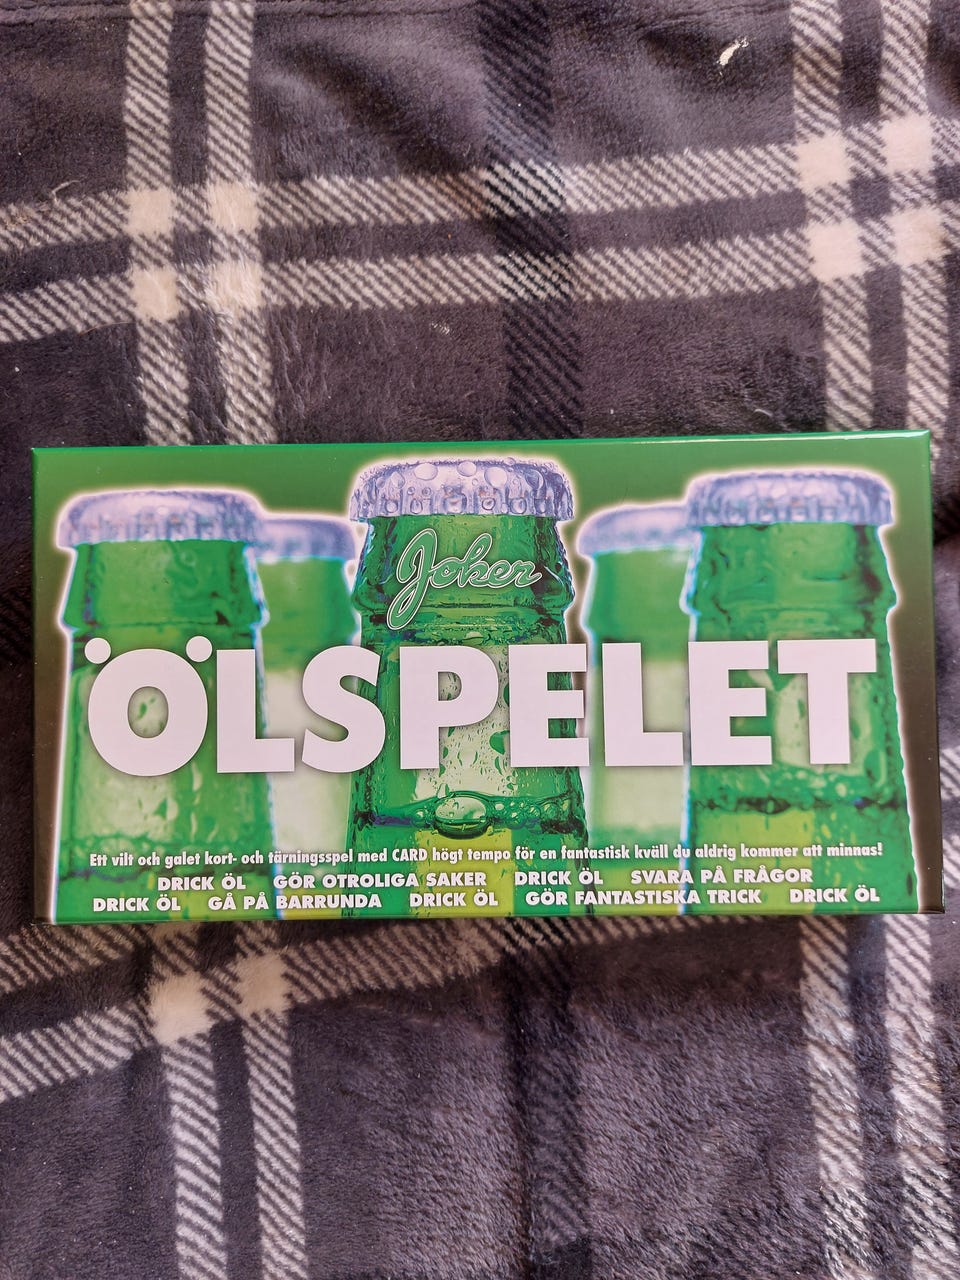 Joker
ÖLSPELET
Ett vilt och galet kort- och tärningsspel med CARD högt tempo för en fantastisk kväll du aldrig kommer att minnas!
DRICK ÖL GÖR OTROLIGA SAKER DRICK ÖL SVARA PÅ FRÅGOR
DRICK ÖL GÅ PÅ BARRUNDA DRICK ÖL GÖR FANTASTISKA TRICK DRICK ÖL